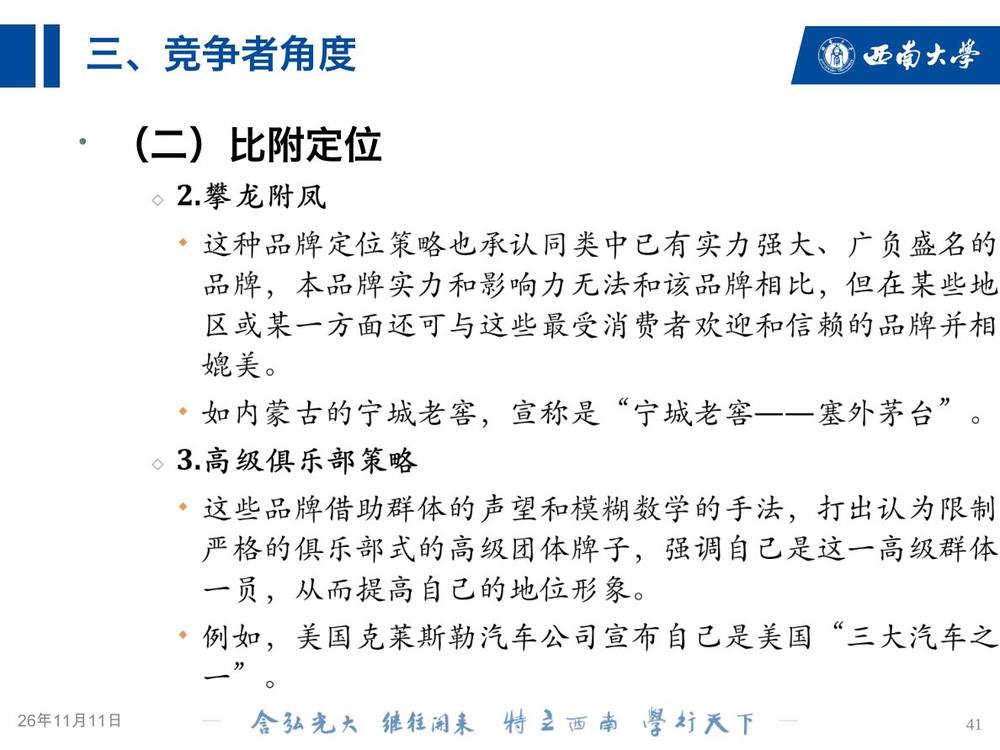 三、竞争者角度
西南大学
（二）比附定位
2.攀龙附凤
这种品牌定位策略也承认同类中已有实力强大、广负盛名的
品牌，本品牌实力和影响力无法和该品牌相比，但在某些地
区或某一方面还可与这些最受消费者欢迎和信赖的品牌并相
媲美。
如内蒙古的宁城老窖，宣称是“宁城老窖——塞外茅台”。
3.高级俱乐部策略
这些品牌借助群体的声望和模糊数学的手法，打出认为限制
严格的俱乐部式的高级团体牌子，强调自己是这一高级群体
一员，从而提高自己的地位形象。
例如，美国克莱斯勒汽车公司宣布自己是美国“三大汽车之
一”。
26年11月11日
含弘光大 继往开来 特立西南 学行天下
41